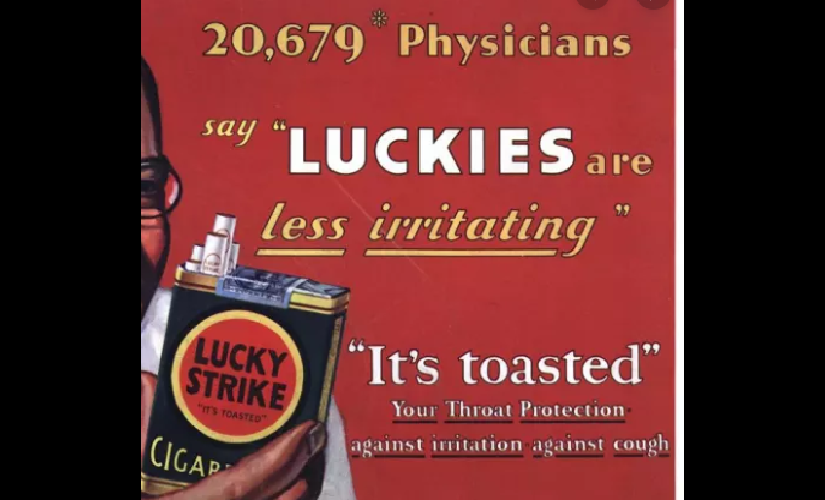 20,679* Physicians
say "LUCKIES are
less irritating"
"It's toasted"
Your Throat Protection-
against irritation-against cough
LUCKY
STRIKE
"IT'S TOASTED"
CIGAR